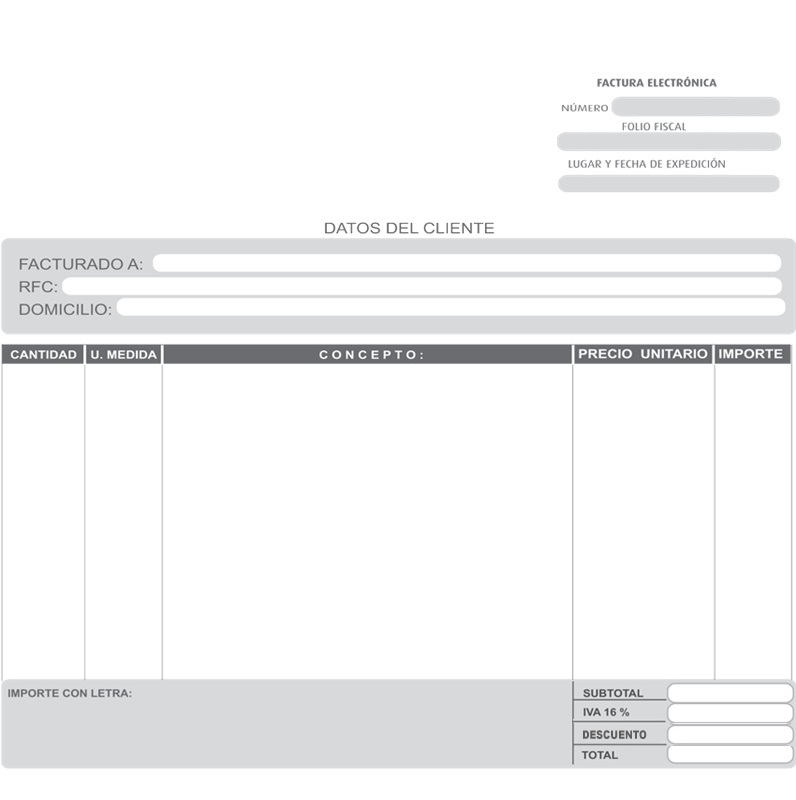 FACTURA ELECTRÓNICA
NÚMERO
FOLIO FISCAL
LUGAR Y FECHA DE EXPEDICIÓN
DATOS DEL CLIENTE
FACTURADO A:
RFC:
DOMICILIO:
CANTIDAD U. MEDIDA CONCEPTO: PRECIO UNITARIO IMPORTE
IMPORTE CON LETRA: SUBTOTAL
IVA 16 %
DESCUENTO
TOTAL